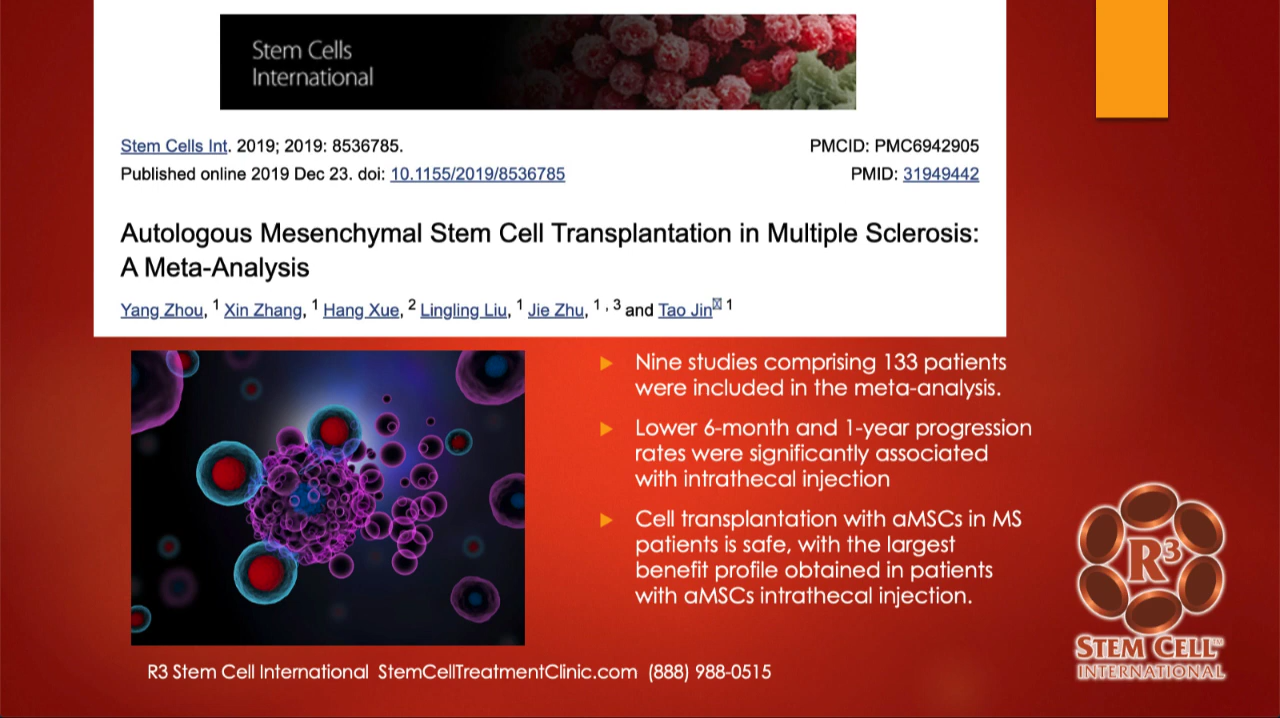 Stem Cells
International
Stem Cells Int. 2019; 2019: 8536785.
PMCID: PMC6942905
Published online 2019 Dec 23. doi: 10.1155/2019/8536785
PMID: 31949442
Autologous Mesenchymal Stem Cell Transplantation in Multiple Sclerosis:
A Meta-Analysis
Yang Zhou, 1 Xin Zhang, 1 Hang Xue, 2 Lingling Liu, 1 Jie Zhu, 1 , 3 and Tao Jin 1
Nine studies comprising 133 patients
were included in the meta-analysis.
Lower 6-month and 1-year progression
rates were significantly associated
with intrathecal injection
Cell transplantation with aMSCs in MS
patients is safe, with the largest
benefit profile obtained in patients
with aMSCs intrathecal injection.
R3 Stem Cell International StemCellTreatmentClinic.com (888) 988-0515
R3
STEM CELL™
INTERNATIONAL